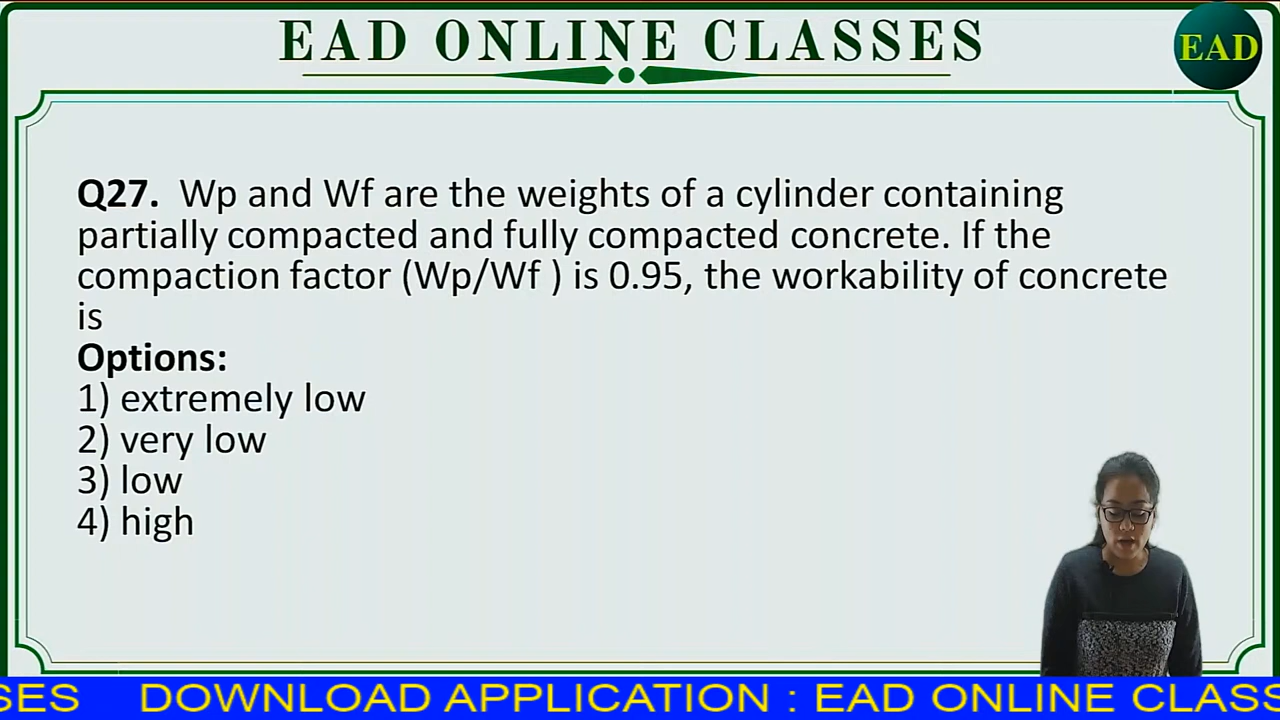 EAD ONLINE CLASSES
EAD
Q27. Wp and Wf are the weights of a cylinder containing
partially compacted and fully compacted concrete. If the
compaction factor (Wp/Wf ) is 0.95, the workability of concrete
is
Options:
1) extremely low
2) very low
3) low
4) high
SES DOWNLOAD APPLICATION : EAD ONLINE CLASS